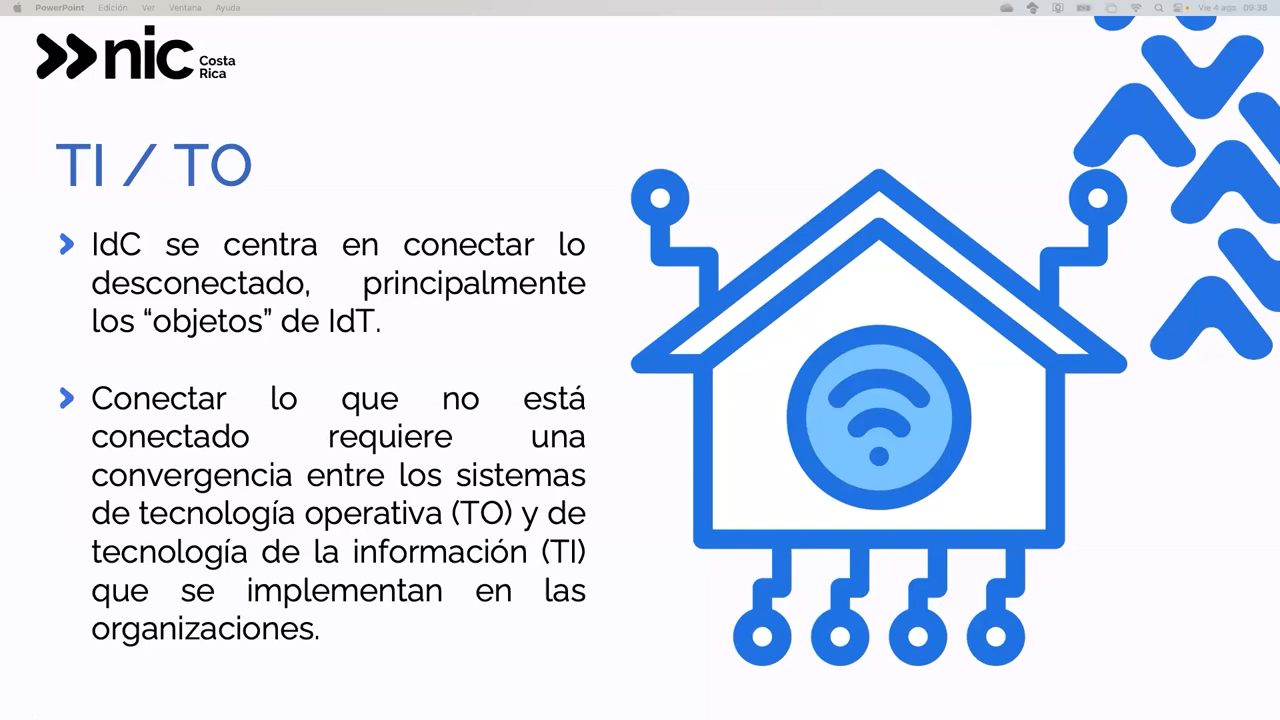 PowerPoint Edición Ver Ventana Ayuda Vie 4 ago 09:38
nic Costa
Rica
TI / TO
IdC se centra en conectar lo
desconectado, principalmente
los “objetos” de IdT.
Conectar lo que no está
conectado requiere una
convergencia entre los sistemas
de tecnología operativa (TO) y de
tecnología de la información (TI)
que se implementan en las
organizaciones.